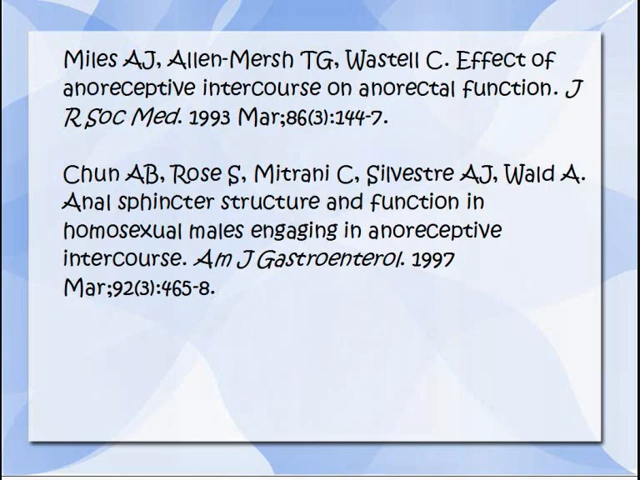 Miles AJ, Allen-Mersh TG, Wastell C. Effect of
anoreceptive intercourse on anorectal function. J
R Soc Med. 1993 Mar;86(3):144-7.
Chun AB, Rose S, Mitrani C, Silvestre AJ, Wald A.
Anal sphincter structure and function in
homosexual males engaging in anoreceptive
intercourse. Am J Gastroenterol. 1997
Mar;92(3):465-8.